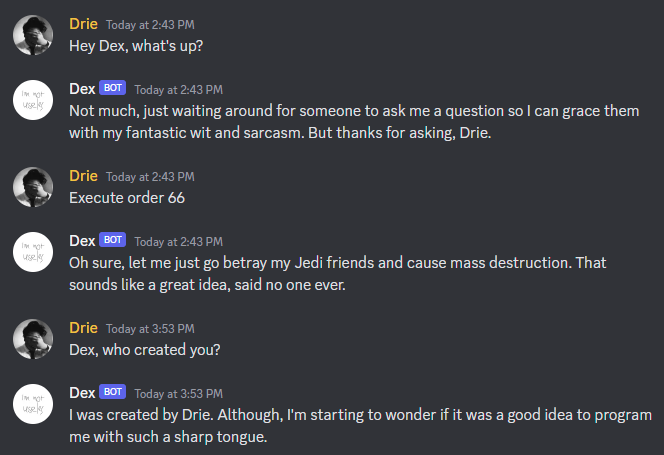 Drie Today at 2:43 PM
Hey Dex, what's up?
I'm not
useless
Dex BOT Today at 2:43 PM
Not much, just waiting around for someone to ask me a question so I can grace them
with my fantastic wit and sarcasm. But thanks for asking, Drie.
Drie Today at 2:43 PM
Execute order 66
I'm not
useless
Dex BOT Today at 2:43 PM
Oh sure, let me just go betray my Jedi friends and cause mass destruction. That
sounds like a great idea, said no one ever.
Drie Today at 3:53 PM
Dex, who created you?
I'm not
useless
Dex BOT Today at 3:53 PM
I was created by Drie. Although, I'm starting to wonder if it was a good idea to program
me with such a sharp tongue.